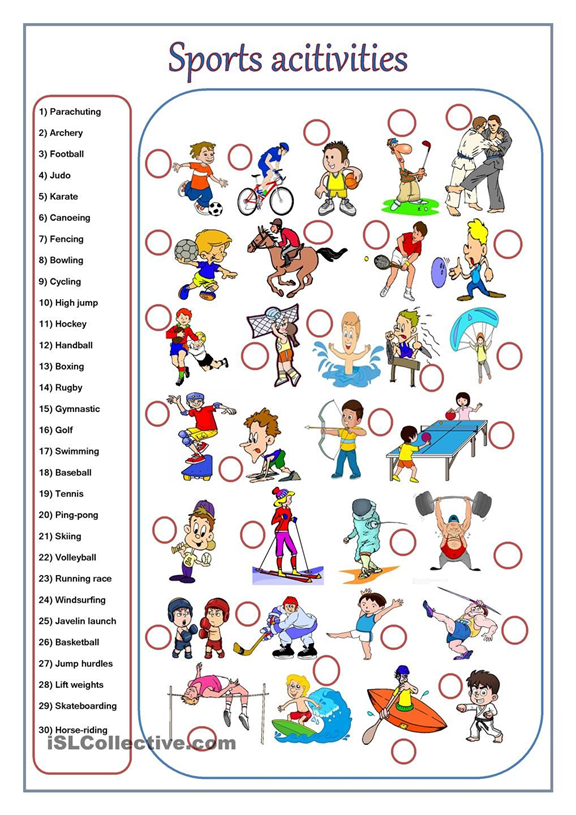 Sports acitivities
1) Parachuting
2) Archery
3) Football
4) Judo
5) Karate
6) Canoeing
7) Fencing
8) Bowling
9) Cycling
10) High jump
11) Hockey
12) Handball
13) Boxing
14) Rugby
15) Gymnastic
16) Golf
17) Swimming
18) Baseball
19) Tennis
20) Ping-pong
21) Skiing
22) Volleyball
23) Running race
24) Windsurfing
25) Javelin launch
26) Basketball
27) Jump hurdles
28) Lift weights
29) Skateboarding
30) Horse-riding
iSLCollective.com